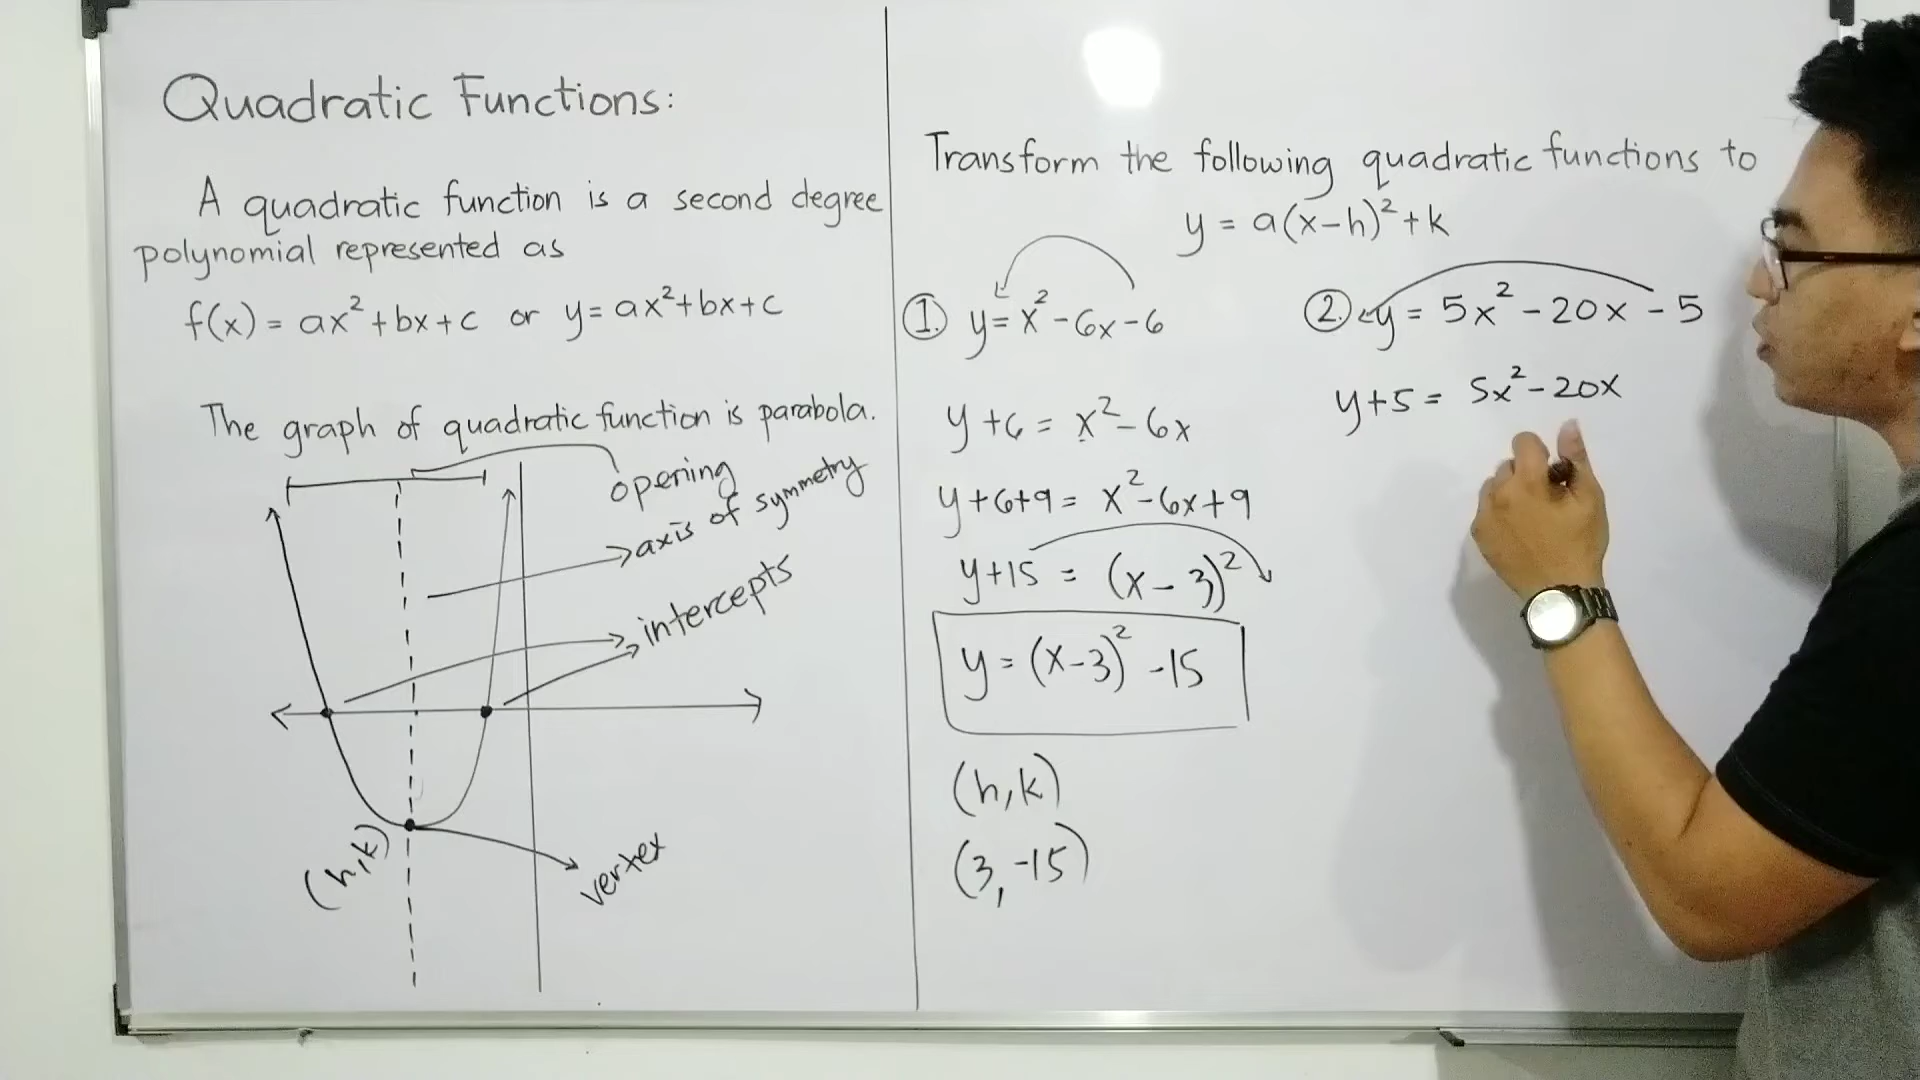 Quadratic Functions:
A quadratic function is a second degree
polynomial represented as
f(x) = ax² + bx + c or y = ax² + bx + c
The graph of quadratic function is parabola.
opening
axis of symmetry
intercepts
(h,k)
vertex
Transform the following quadratic functions to
y = a(x-h)² + k
1. y = x² - 6x - 6
y + 6 = x² - 6x
y + 6 + 9 = x² - 6x + 9
y + 15 = (x - 3)²
y = (x-3)² - 15
(h,k)
(3, -15)
2. y = 5x² - 20x - 5
y + 5 = 5x² - 20x